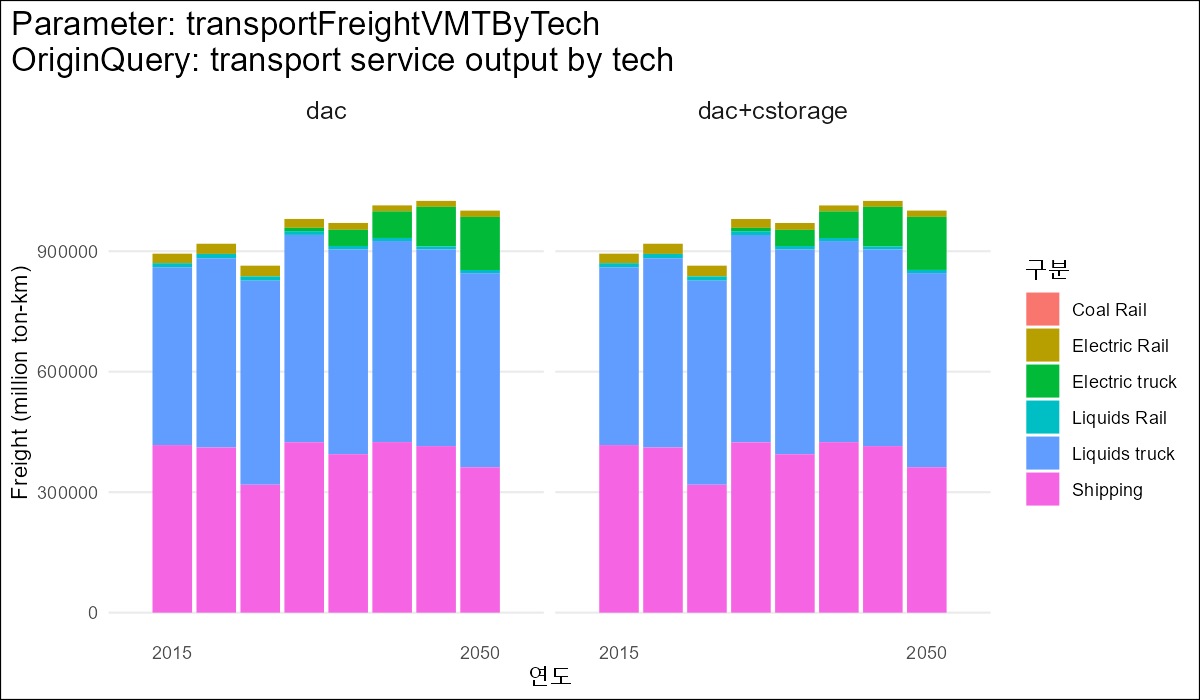 Parameter: transportFreightVMTByTech
OriginQuery: transport service output by tech
dac
dac+cstorage
Freight (million ton-km)
900000
600000
300000
0
2015
2050
2015
2050
연도
구분
Coal Rail
Electric Rail
Electric truck
Liquids Rail
Liquids truck
Shipping